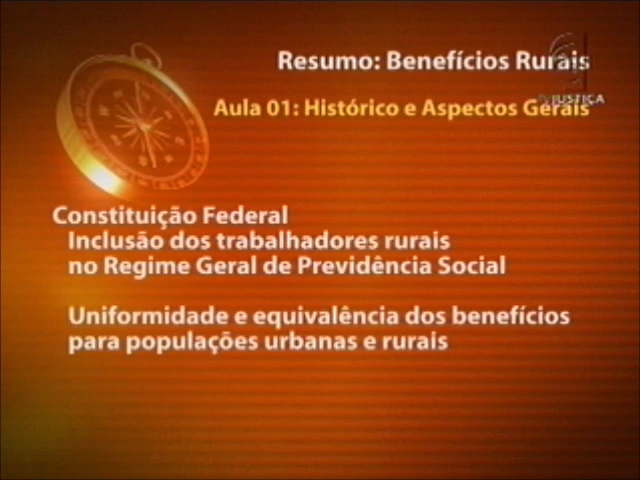 Resumo: Benefícios Rurais
JUSTIÇA
Aula 01: Histórico e Aspectos Gerais
Constituição Federal
Inclusão dos trabalhadores rurais
no Regime Geral de Previdência Social
Uniformidade e equivalência dos benefícios
para populações urbanas e rurais